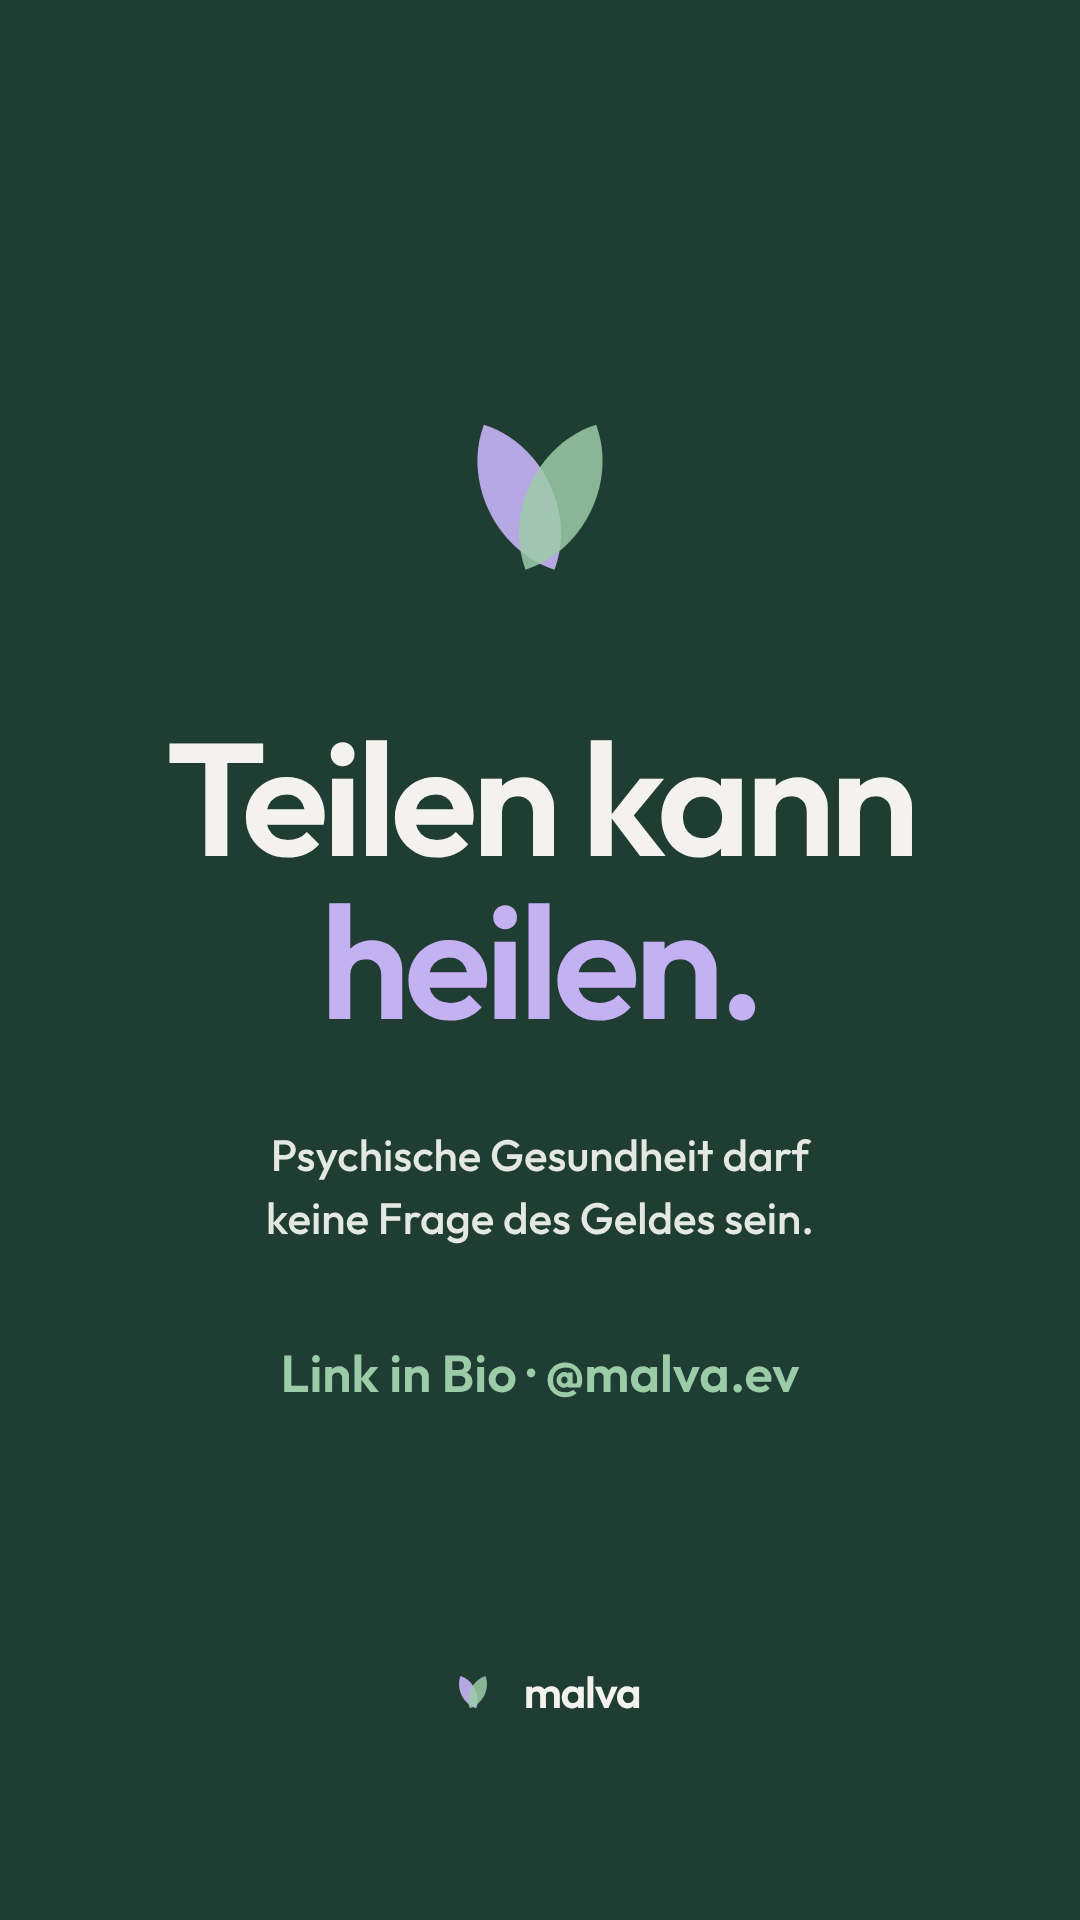 Teilen kann
heilen.
Psychische Gesundheit darf
keine Frage des Geldes sein.
Link in Bio · @malva.ev
malva